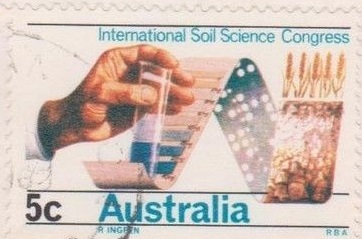 International Soil Science Congress
5c Australia
R INGPEN RBA